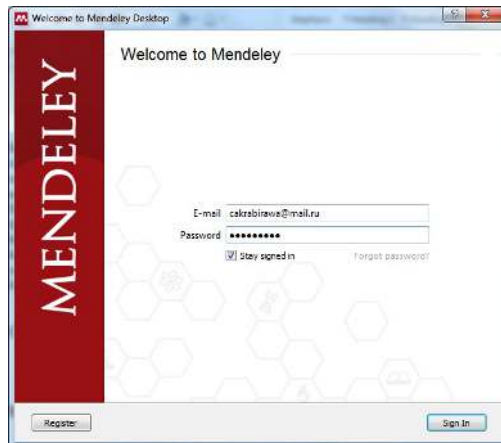 Welcome to Mendeley Desktop
Welcome to Mendeley
MENDELEY
E-mail cakrabirawa@mail.ru
Password •••••••••
Stay signed in Forgot password?
Register Sign In